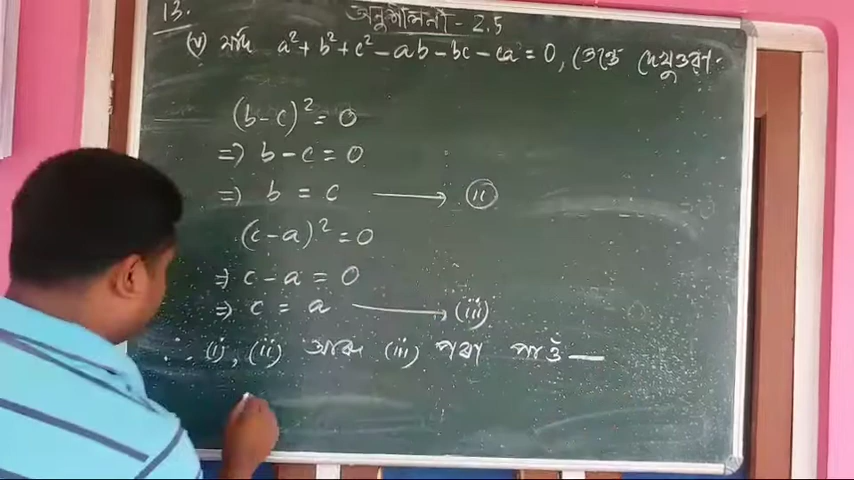 13. অনুশীলনী - 2.5
(v) যদি a² + b² + c² - ab - bc - ca = 0, তেন্তে দেখুওৱা
(b-c)² = 0
⇒ b - c = 0
⇒ b = c ⟶ (ii)
(c-a)² = 0
⇒ c - a = 0
⇒ c = a ⟶ (iii)
∴ (i), (ii) আৰু (iii) পৰা পাওঁ —